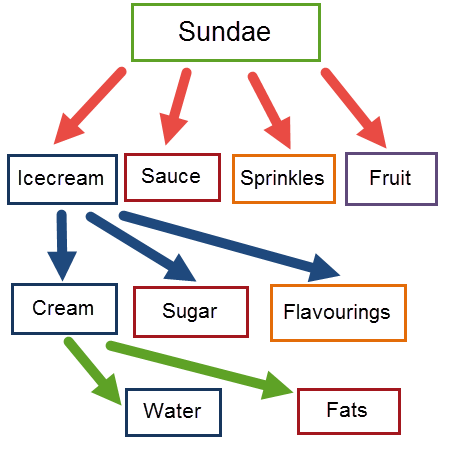 Sundae
Icecream
Sauce
Sprinkles
Fruit
Cream
Sugar
Flavourings
Water
Fats